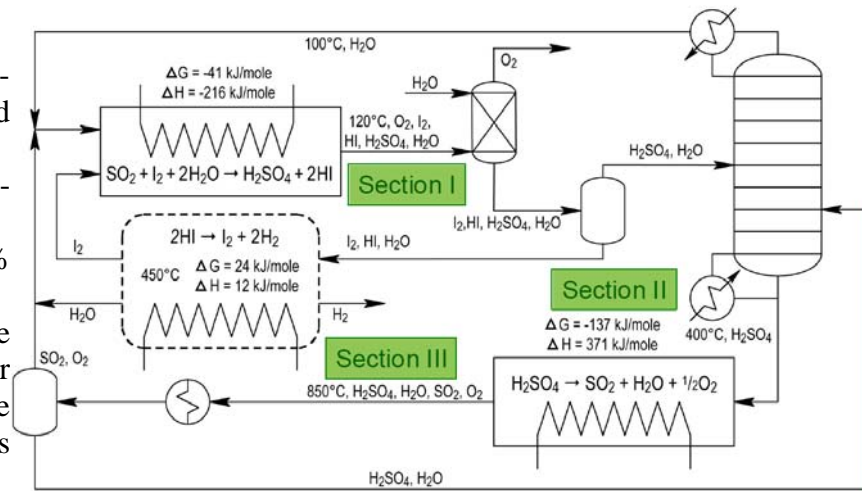 100°C, H₂O
ΔG = -41 kJ/mole
ΔH = -216 kJ/mole
O₂
H₂O
120°C, O₂, I₂,
HI, H₂SO₄, H₂O
SO₂ + I₂ + 2H₂O → H₂SO₄ + 2HI
Section I
H₂SO₄, H₂O
I₂,HI, H₂SO₄, H₂O
2HI → I₂ + 2H₂
I₂, HI, H₂O
I₂
450°C
ΔG = 24 kJ/mole
ΔH = 12 kJ/mole
Section II
H₂O
H₂
ΔG = -137 kJ/mole
ΔH = 371 kJ/mole
400°C, H₂SO₄
Section III
SO₂, O₂
850°C, H₂SO₄, H₂O, SO₂, O₂
H₂SO₄ → SO₂ + H₂O + 1/2O₂
H₂SO₄, H₂O